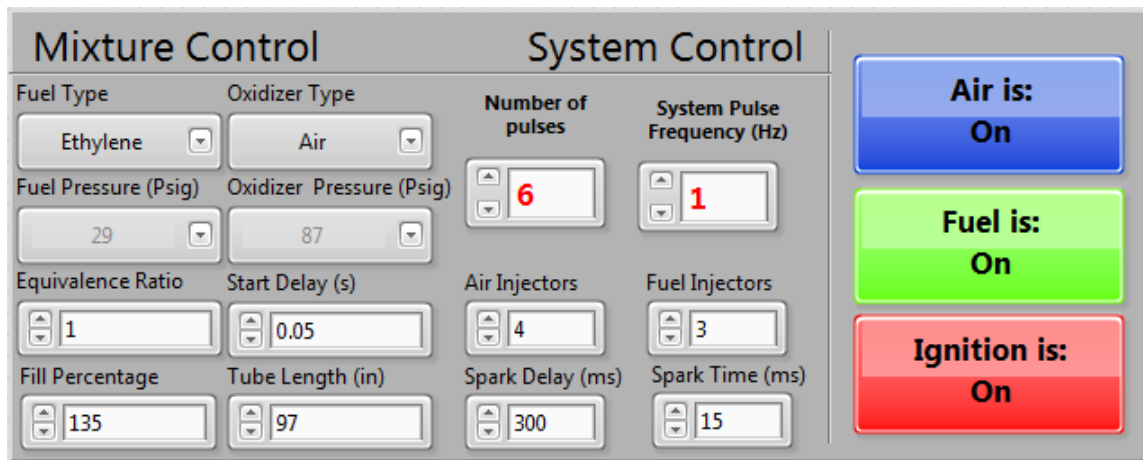 Mixture Control
System Control
Fuel Type
Oxidizer Type
Ethylene
Air
Fuel Pressure (Psig)
Oxidizer Pressure (Psig)
29
87
Equivalence Ratio
Start Delay (s)
1
0.05
Fill Percentage
Tube Length (in)
135
97
Number of
pulses
System Pulse
Frequency (Hz)
6
1
Air Injectors
Fuel Injectors
4
3
Spark Delay (ms)
Spark Time (ms)
300
15
Air is:
On
Fuel is:
On
Ignition is:
On